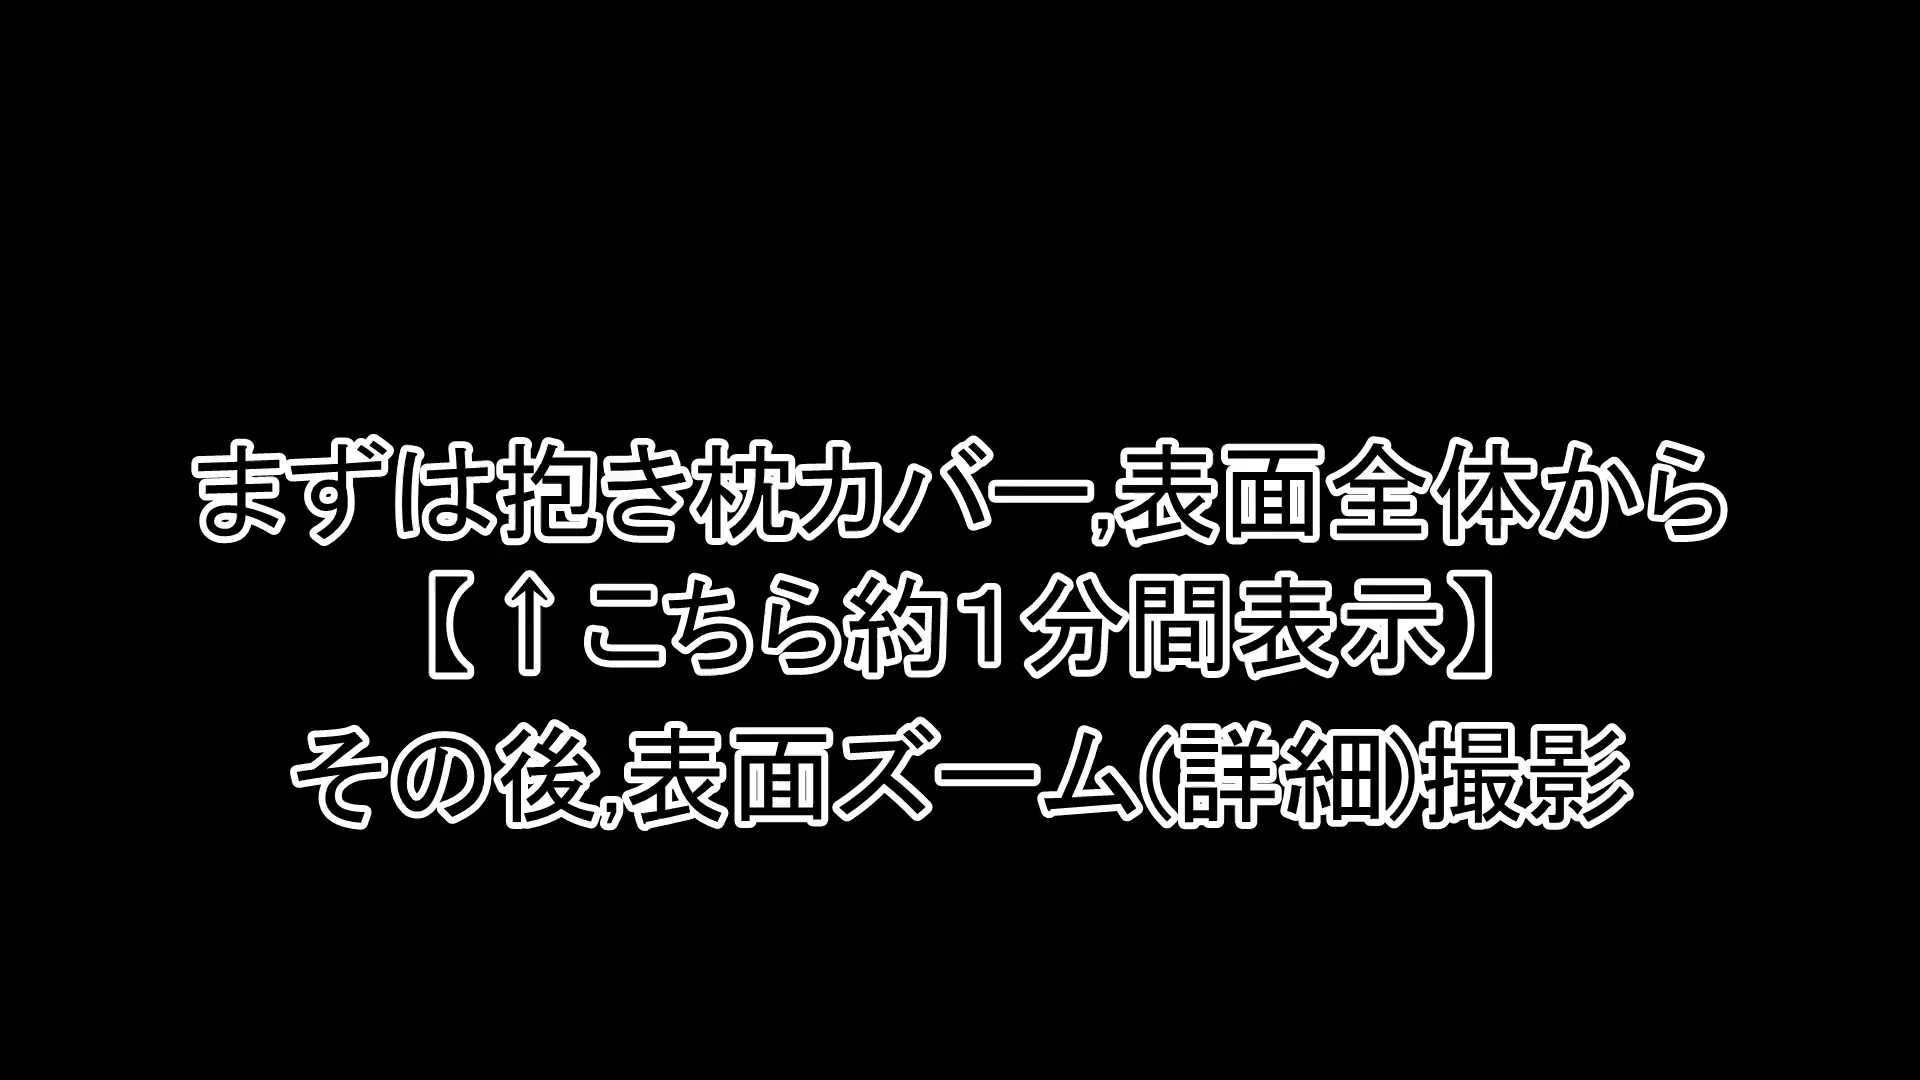 まずは抱き枕カバー,表面全体から
【↑こちら約1分間表示】
その後,表面ズーム(詳細)撮影